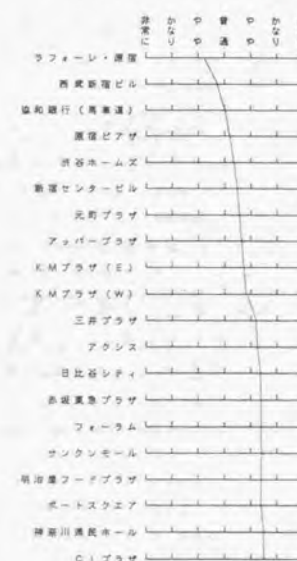 非常に
かなり
やや
普通
やや
かなり
ラフォーレ・原宿
西武新宿ビル
協和銀行(馬車道)
原宿ピアザ
渋谷ホームズ
新宿センタービル
元町プラザ
アッパープラザ
KMプラザ(E)
KMプラザ(W)
三井プラザ
アクシス
日比谷シティ
赤坂東急プラザ
フォーラム
サンクンモール
明治屋フードプラザ
ポートスクエア
神奈川県民ホール
CIプラザ